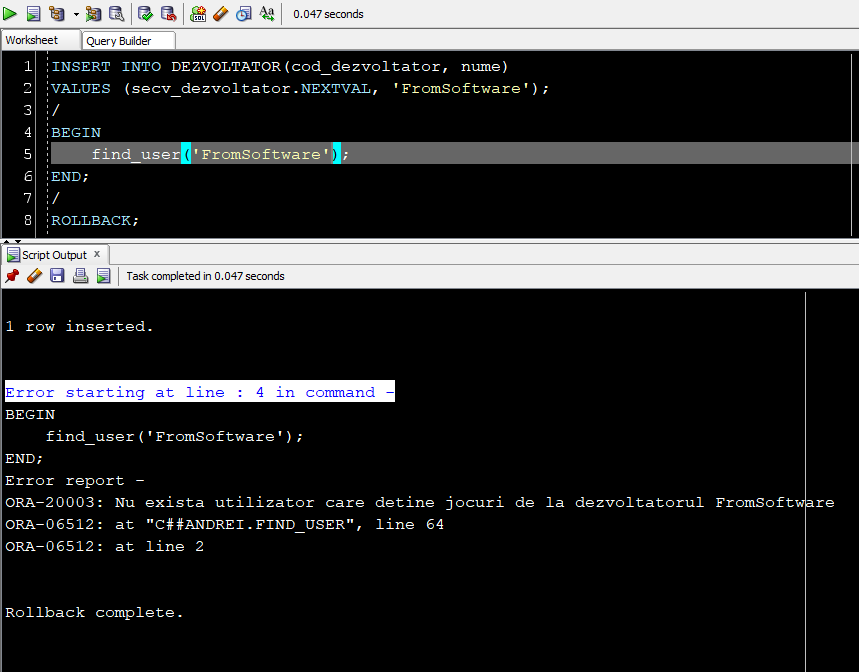 0.047 seconds
Worksheet Query Builder
1 INSERT INTO DEZVOLTATOR(cod_dezvoltator, nume)
2 VALUES (secv_dezvoltator.NEXTVAL, 'FromSoftware');
3 /
4 BEGIN
5 find_user('FromSoftware');
6 END;
7 /
8 ROLLBACK;
Script Output x
Task completed in 0.047 seconds
1 row inserted.
Error starting at line : 4 in command -
BEGIN
find_user('FromSoftware');
END;
Error report -
ORA-20003: Nu exista utilizator care detine jocuri de la dezvoltatorul FromSoftware
ORA-06512: at "C##ANDREI.FIND_USER", line 64
ORA-06512: at line 2
Rollback complete.